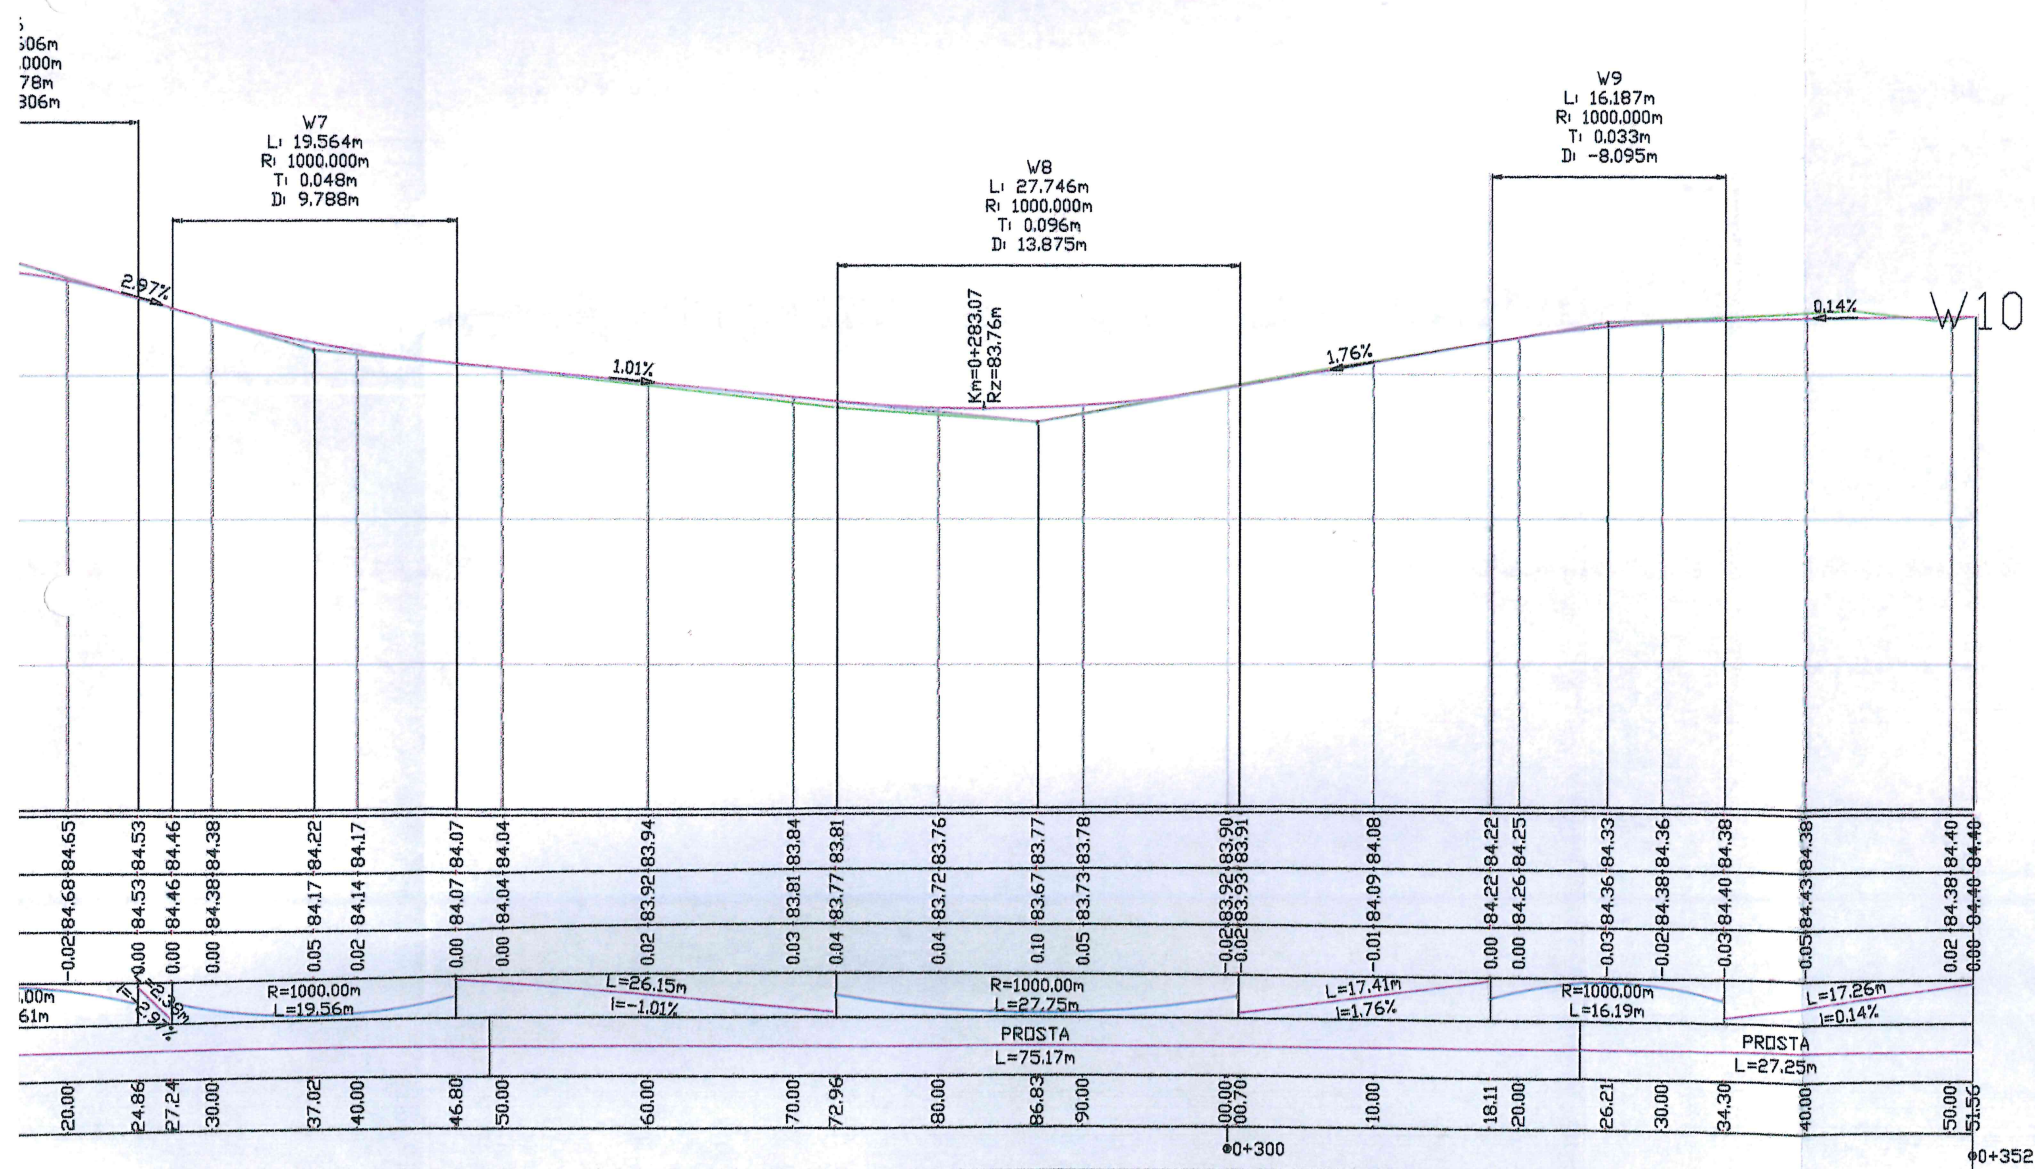 606m
.000m
78m
306m
W7
L: 19.564m
R: 1000.000m
T: 0.048m
D: 9.788m
W8
L: 27.746m
R: 1000.000m
T: 0.096m
D: 13.875m
W9
L: 16.187m
R: 1000.000m
T: 0.033m
D: -8.095m
2.97%
1.01%
Km=0+283.07
Rz=83.76m
1.76%
0.14%
W10
84.65 84.53 84.46 84.38 84.22 84.17 84.07 84.04 83.94 83.84 83.81 83.76 83.77 83.78 83.90 83.91 84.08 84.22 84.25 84.33 84.36 84.38 84.38 84.40 84.40
84.68 84.53 84.46 84.38 84.17 84.14 84.07 84.04 83.92 83.81 83.77 83.72 83.67 83.73 83.92 83.93 84.09 84.22 84.26 84.36 84.38 84.40 84.43 84.38 84.40
-0.02 0.00 0.00 0.00 0.05 0.02 0.00 0.00 0.02 0.03 0.04 0.04 0.10 0.05 -0.02 -0.02 -0.01 0.00 0.00 -0.03 -0.02 -0.03 -0.05 0.02 0.00
.00m
61m
R=1000.00m
L=19.56m
L=26.15m
i=-1.01%
R=1000.00m
L=27.75m
L=17.41m
i=1.76%
R=1000.00m
L=16.19m
L=17.26m
i=0.14%
PROSTA
L=75.17m
PROSTA
L=27.25m
20.00 24.86 27.24 30.00 37.02 40.00 46.80 50.00 60.00 70.00 72.96 80.00 86.83 90.00 00.00 00.70 10.00 18.11 20.00 26.21 30.00 34.30 40.00 50.00 51.56
0+300
0+352